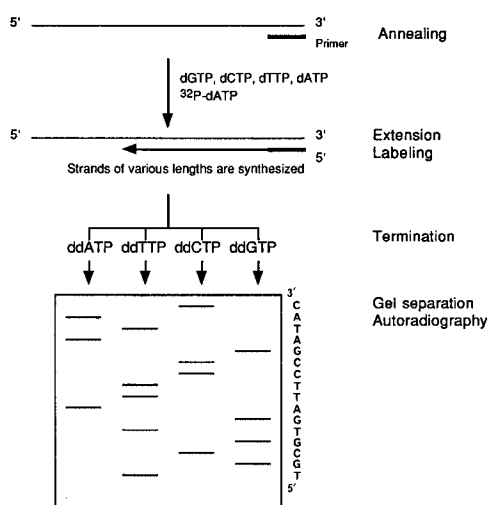 5' 3'
Primer
Annealing
dGTP, dCTP, dTTP, dATP
³²P-dATP
5' 3'
5'
Extension
Labeling
Strands of various lengths are synthesized
Termination
ddATP ddTTP ddCTP ddGTP
3'
Gel separation
Autoradiography
C
A
T
A
G
C
C
T
T
A
G
T
G
C
G
T
5'